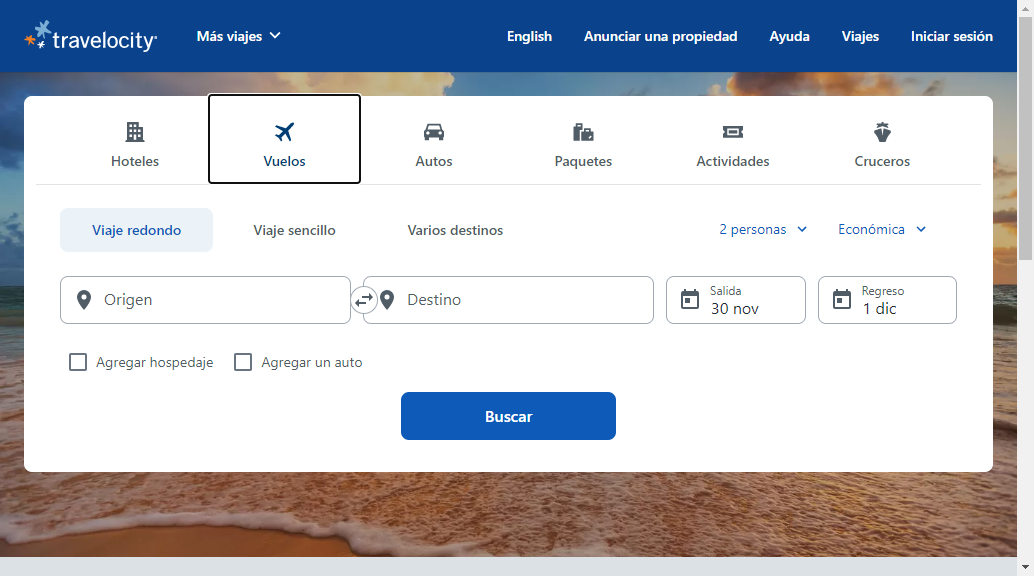 travelocity
Más viajes
English
Anunciar una propiedad
Ayuda
Viajes
Iniciar sesión
Hoteles
Vuelos
Autos
Paquetes
Actividades
Cruceros
Viaje redondo
Viaje sencillo
Varios destinos
2 personas
Económica
Origen
Destino
Salida
30 nov
Regreso
1 dic
Agregar hospedaje
Agregar un auto
Buscar